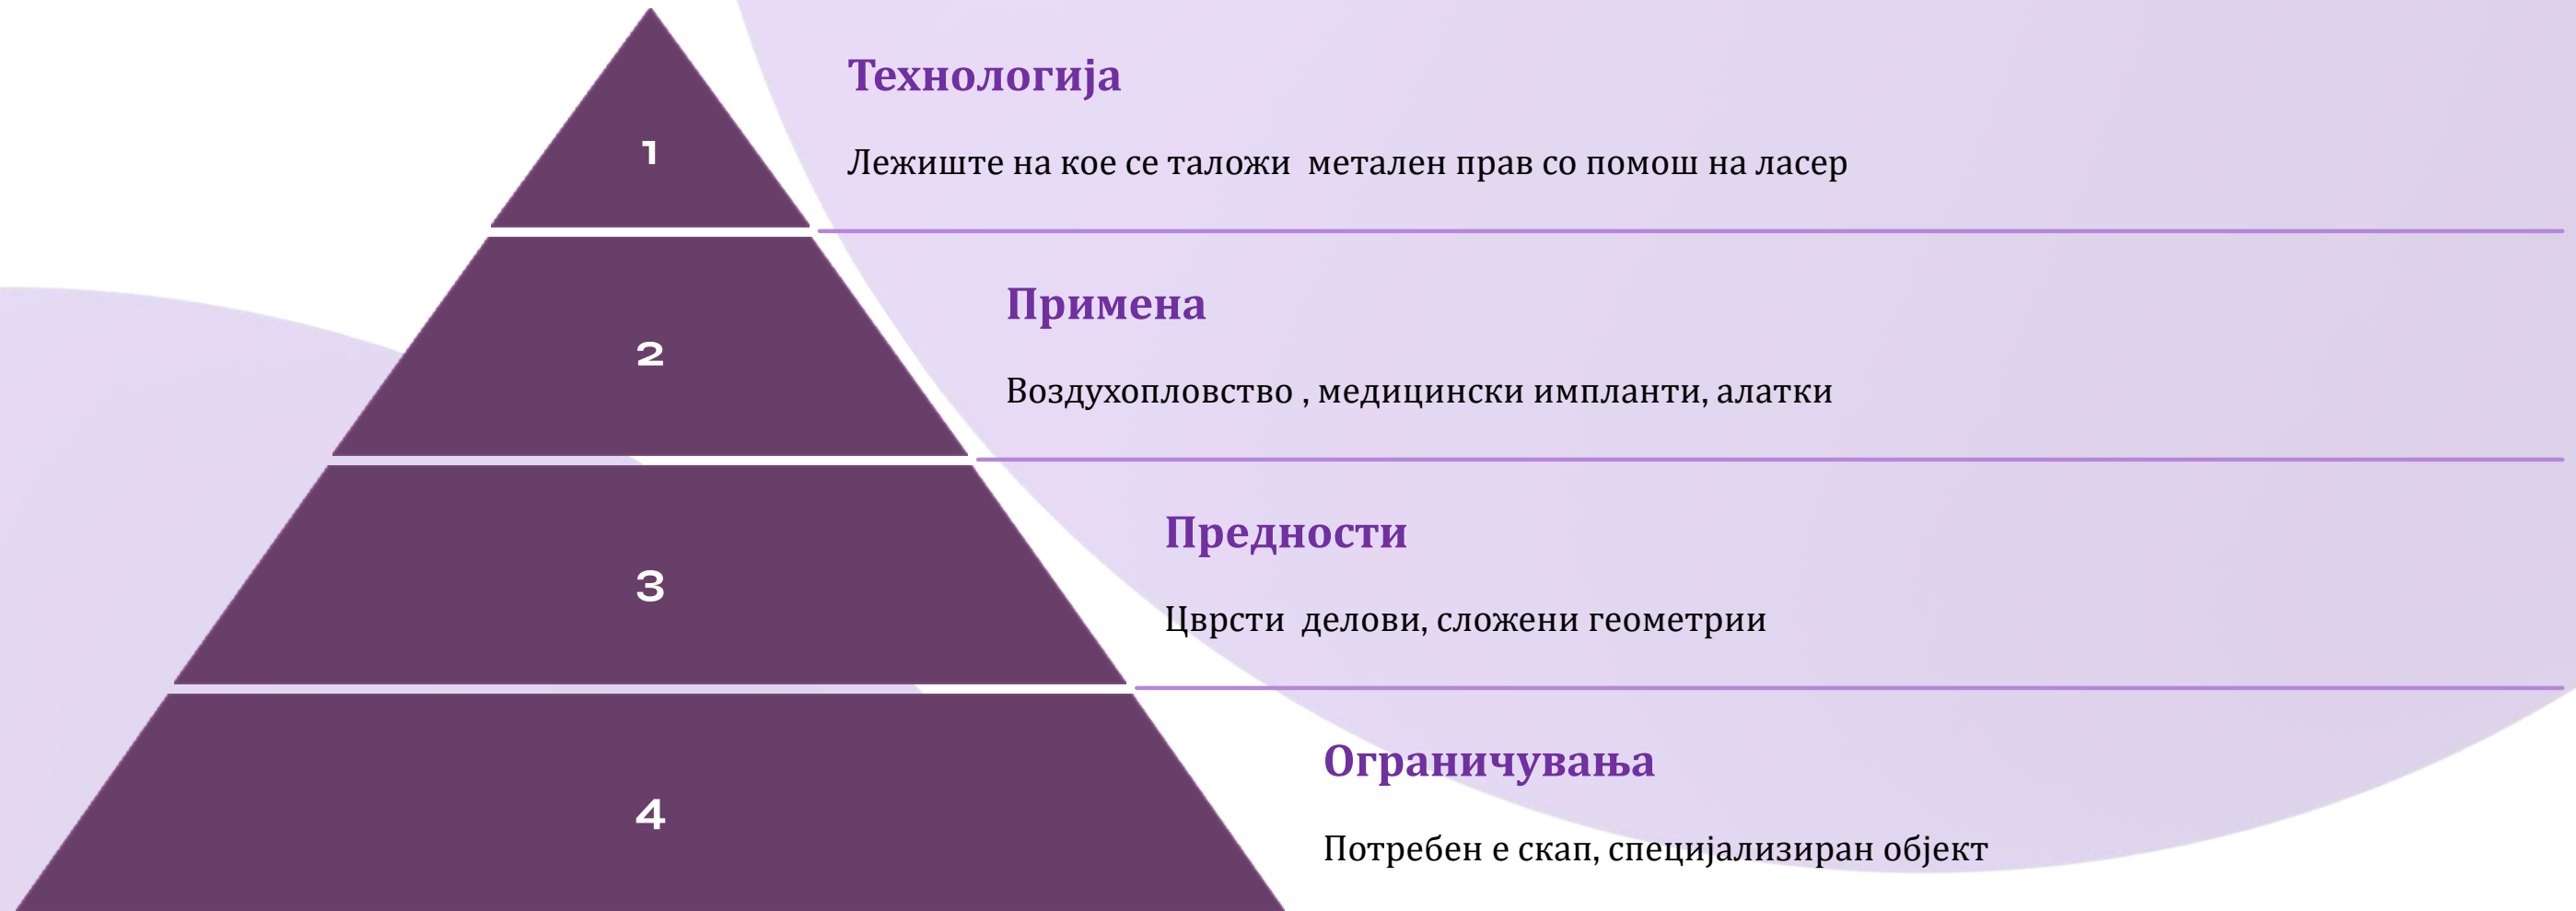 1
Технологија
Лежиште на кое се таложи  метален прав со помош на ласер
2
Примена
Воздухопловство , медицински импланти, алатки
3
Предности
Цврсти  делови, сложени геометрии
4
Ограничувања
Потребен е скап, специјализиран објект